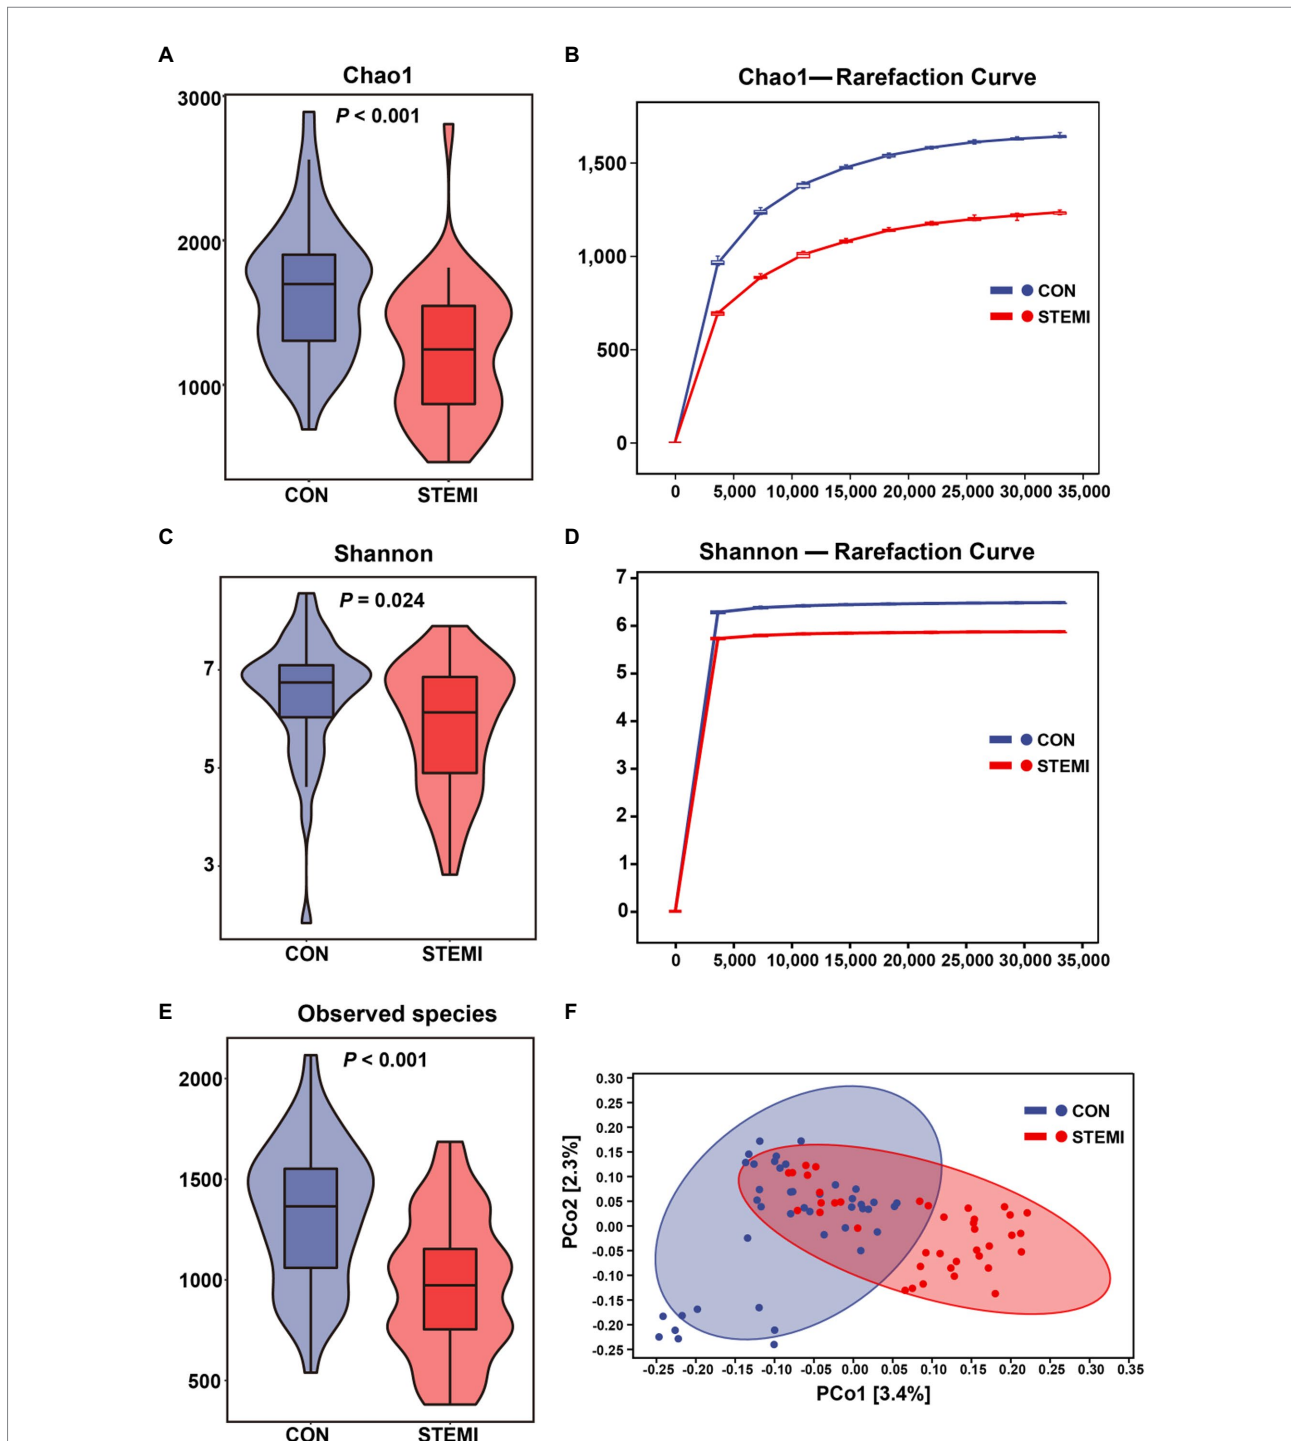 A
Chao1
P < 0.001
3000
2000
1000
CON
STEMI
B
Chao1—Rarefaction Curve
1,500
1,000
500
0
CON
STEMI
0 5,000 10,000 15,000 20,000 25,000 30,000 35,000
C
Shannon
P = 0.024
7
5
3
CON
STEMI
D
Shannon — Rarefaction Curve
7
6
5
4
3
2
1
0
CON
STEMI
0 5,000 10,000 15,000 20,000 25,000 30,000 35,000
E
Observed species
P < 0.001
2000
1500
1000
500
CON
STEMI
F
0.30
0.25
0.20
0.15
0.10
0.05
0.00
-0.05
-0.10
-0.15
-0.20
-0.25
PCo2 [2.3%]
CON
STEMI
-0.25 -0.20 -0.15 -0.10 -0.05 0.00 0.05 0.10 0.15 0.20 0.25 0.30 0.35
PCo1 [3.4%]